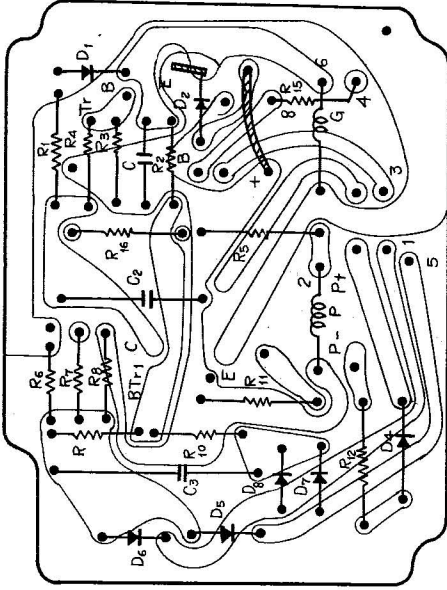 D1
B
R1
R4
Tr
R3
C
R2
B
E
D2
+
8
R15
6
G
4
3
R16
C2
R5
2
P+
P
P-
1
5
R6
R7
R8
C
BTr1
E
R11
R
R10
C3
D8
D7
R12
D4
D5
D6